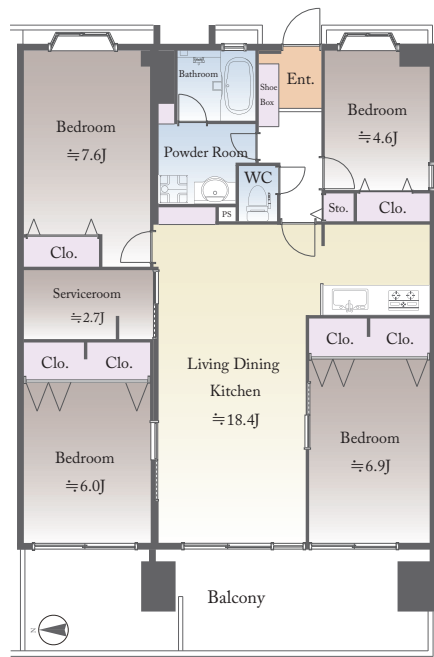 Bathroom
Ent.
Shoe
Box
Bedroom
≒7.6J
Bedroom
≒4.6J
Powder Room
WC
PS
Sto.
Clo.
Clo.
Serviceroom
≒2.7J
Clo.
Clo.
Clo.
Clo.
Living Dining
Kitchen
≒18.4J
Bedroom
≒6.0J
Bedroom
≒6.9J
Balcony
N